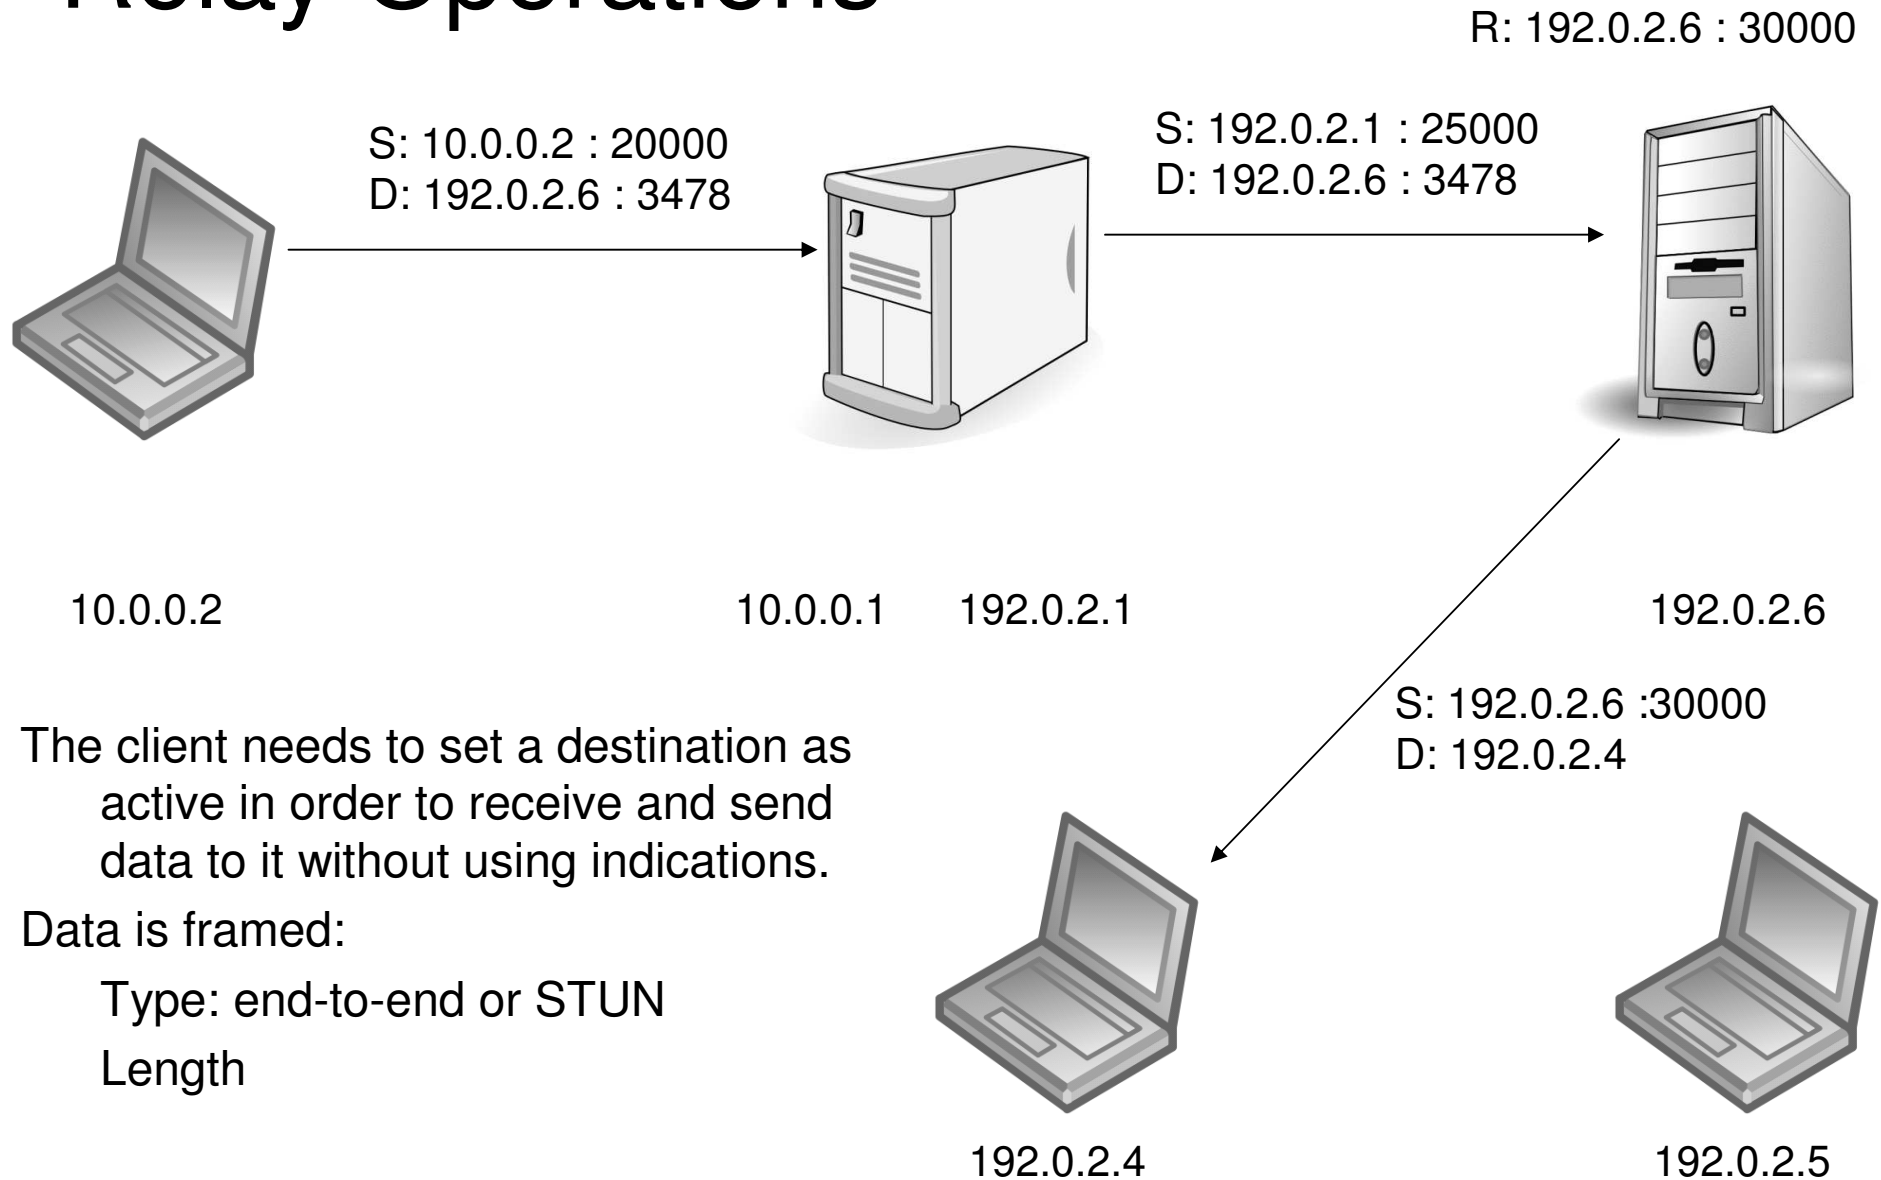 Relay Operations
R: 192.0.2.6 : 30000
S: 10.0.0.2 : 20000
D: 192.0.2.6 : 3478
S: 192.0.2.1 : 25000
D: 192.0.2.6 : 3478
10.0.0.2
10.0.0.1
192.0.2.1
192.0.2.6
S: 192.0.2.6 :30000
D: 192.0.2.4
The client needs to set a destination as
active in order to receive and send
data to it without using indications.
Data is framed:
Type: end-to-end or STUN
Length
192.0.2.4
192.0.2.5